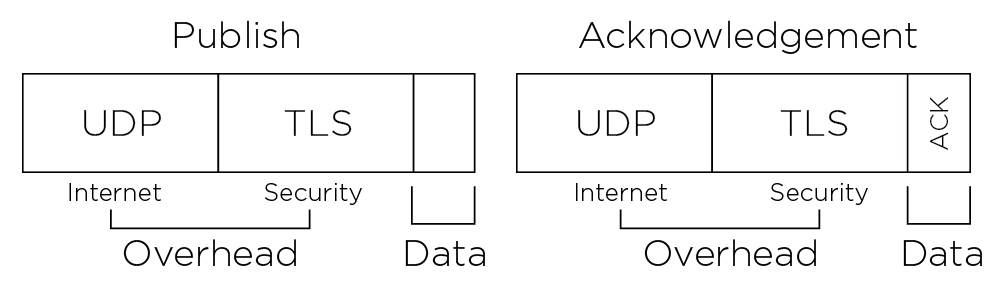 Publish
UDP
TLS
Internet
Security
Overhead
Data
Acknowledgement
UDP
TLS
ACK
Internet
Security
Overhead
Data